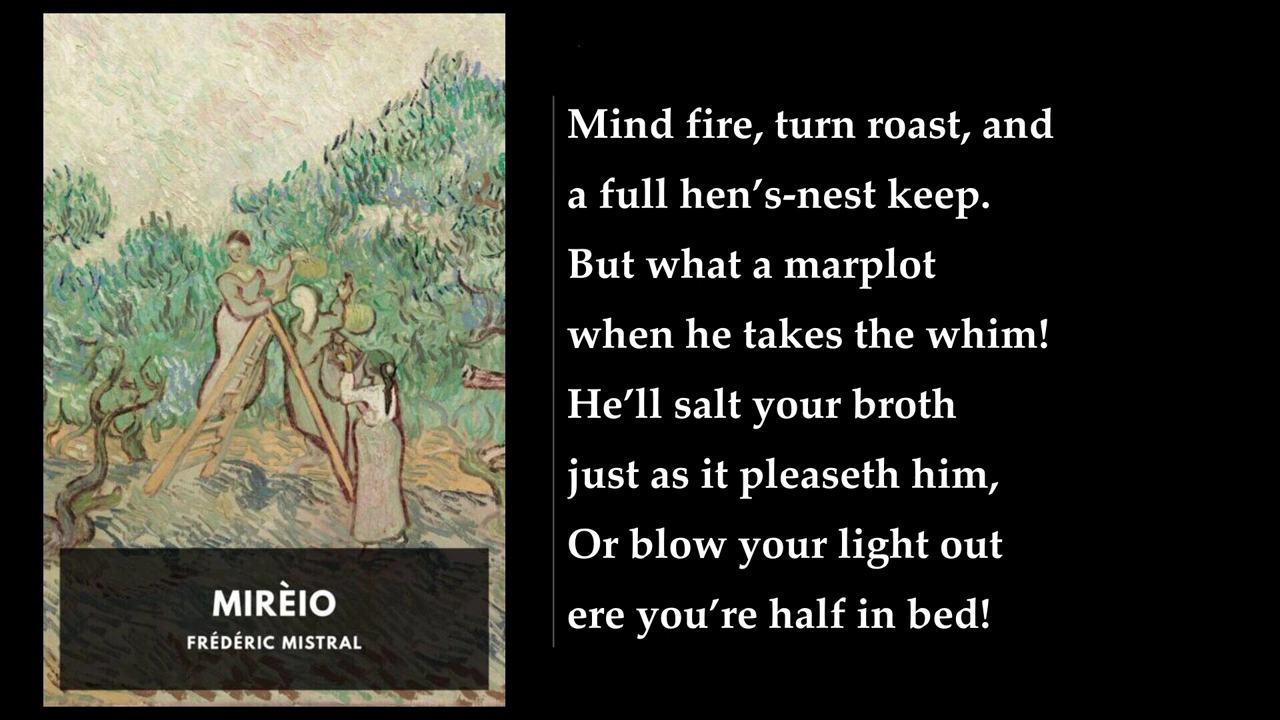 MIRÈIO
FRÉDÉRIC MISTRAL
Mind fire, turn roast, and
a full hen’s-nest keep.
But what a marplot
when he takes the whim!
He’ll salt your broth
just as it pleaseth him,
Or blow your light out
ere you’re half in bed!